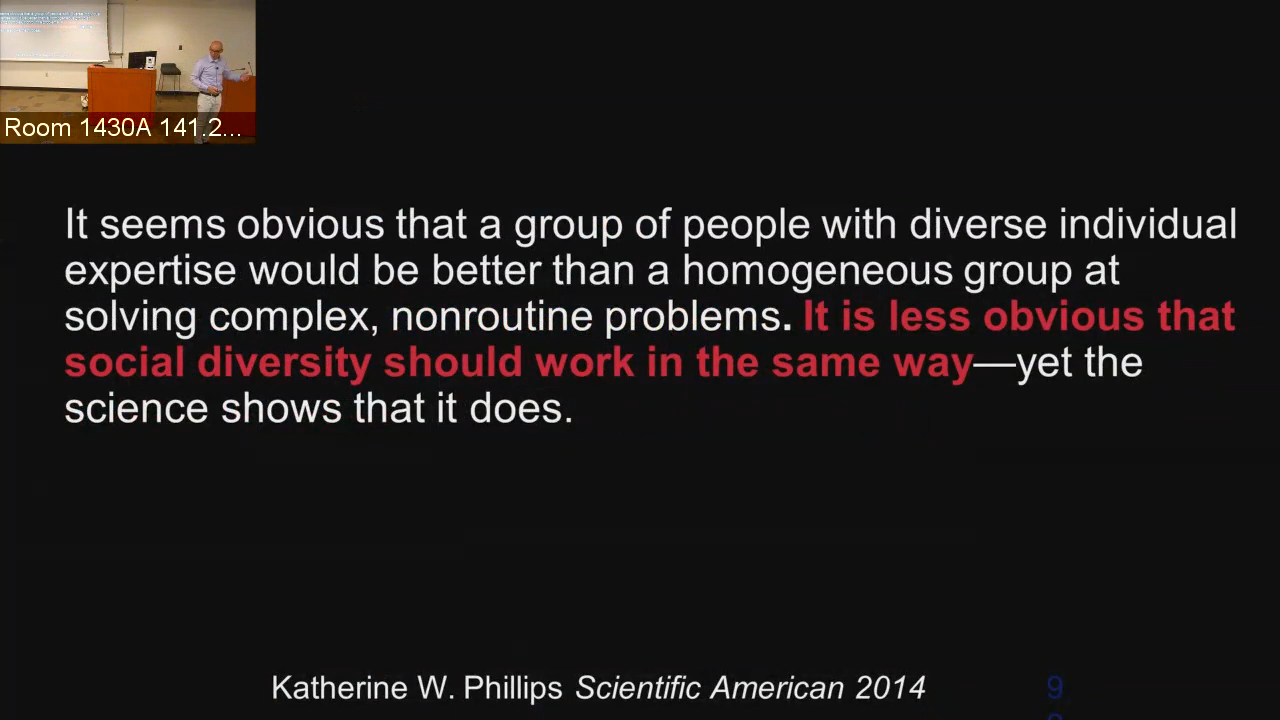 Room 1430A 141.2...
It seems obvious that a group of people with diverse individual
expertise would be better than a homogeneous group at
solving complex, nonroutine problems. It is less obvious that
social diversity should work in the same way—yet the
science shows that it does.
Katherine W. Phillips Scientific American 2014
9